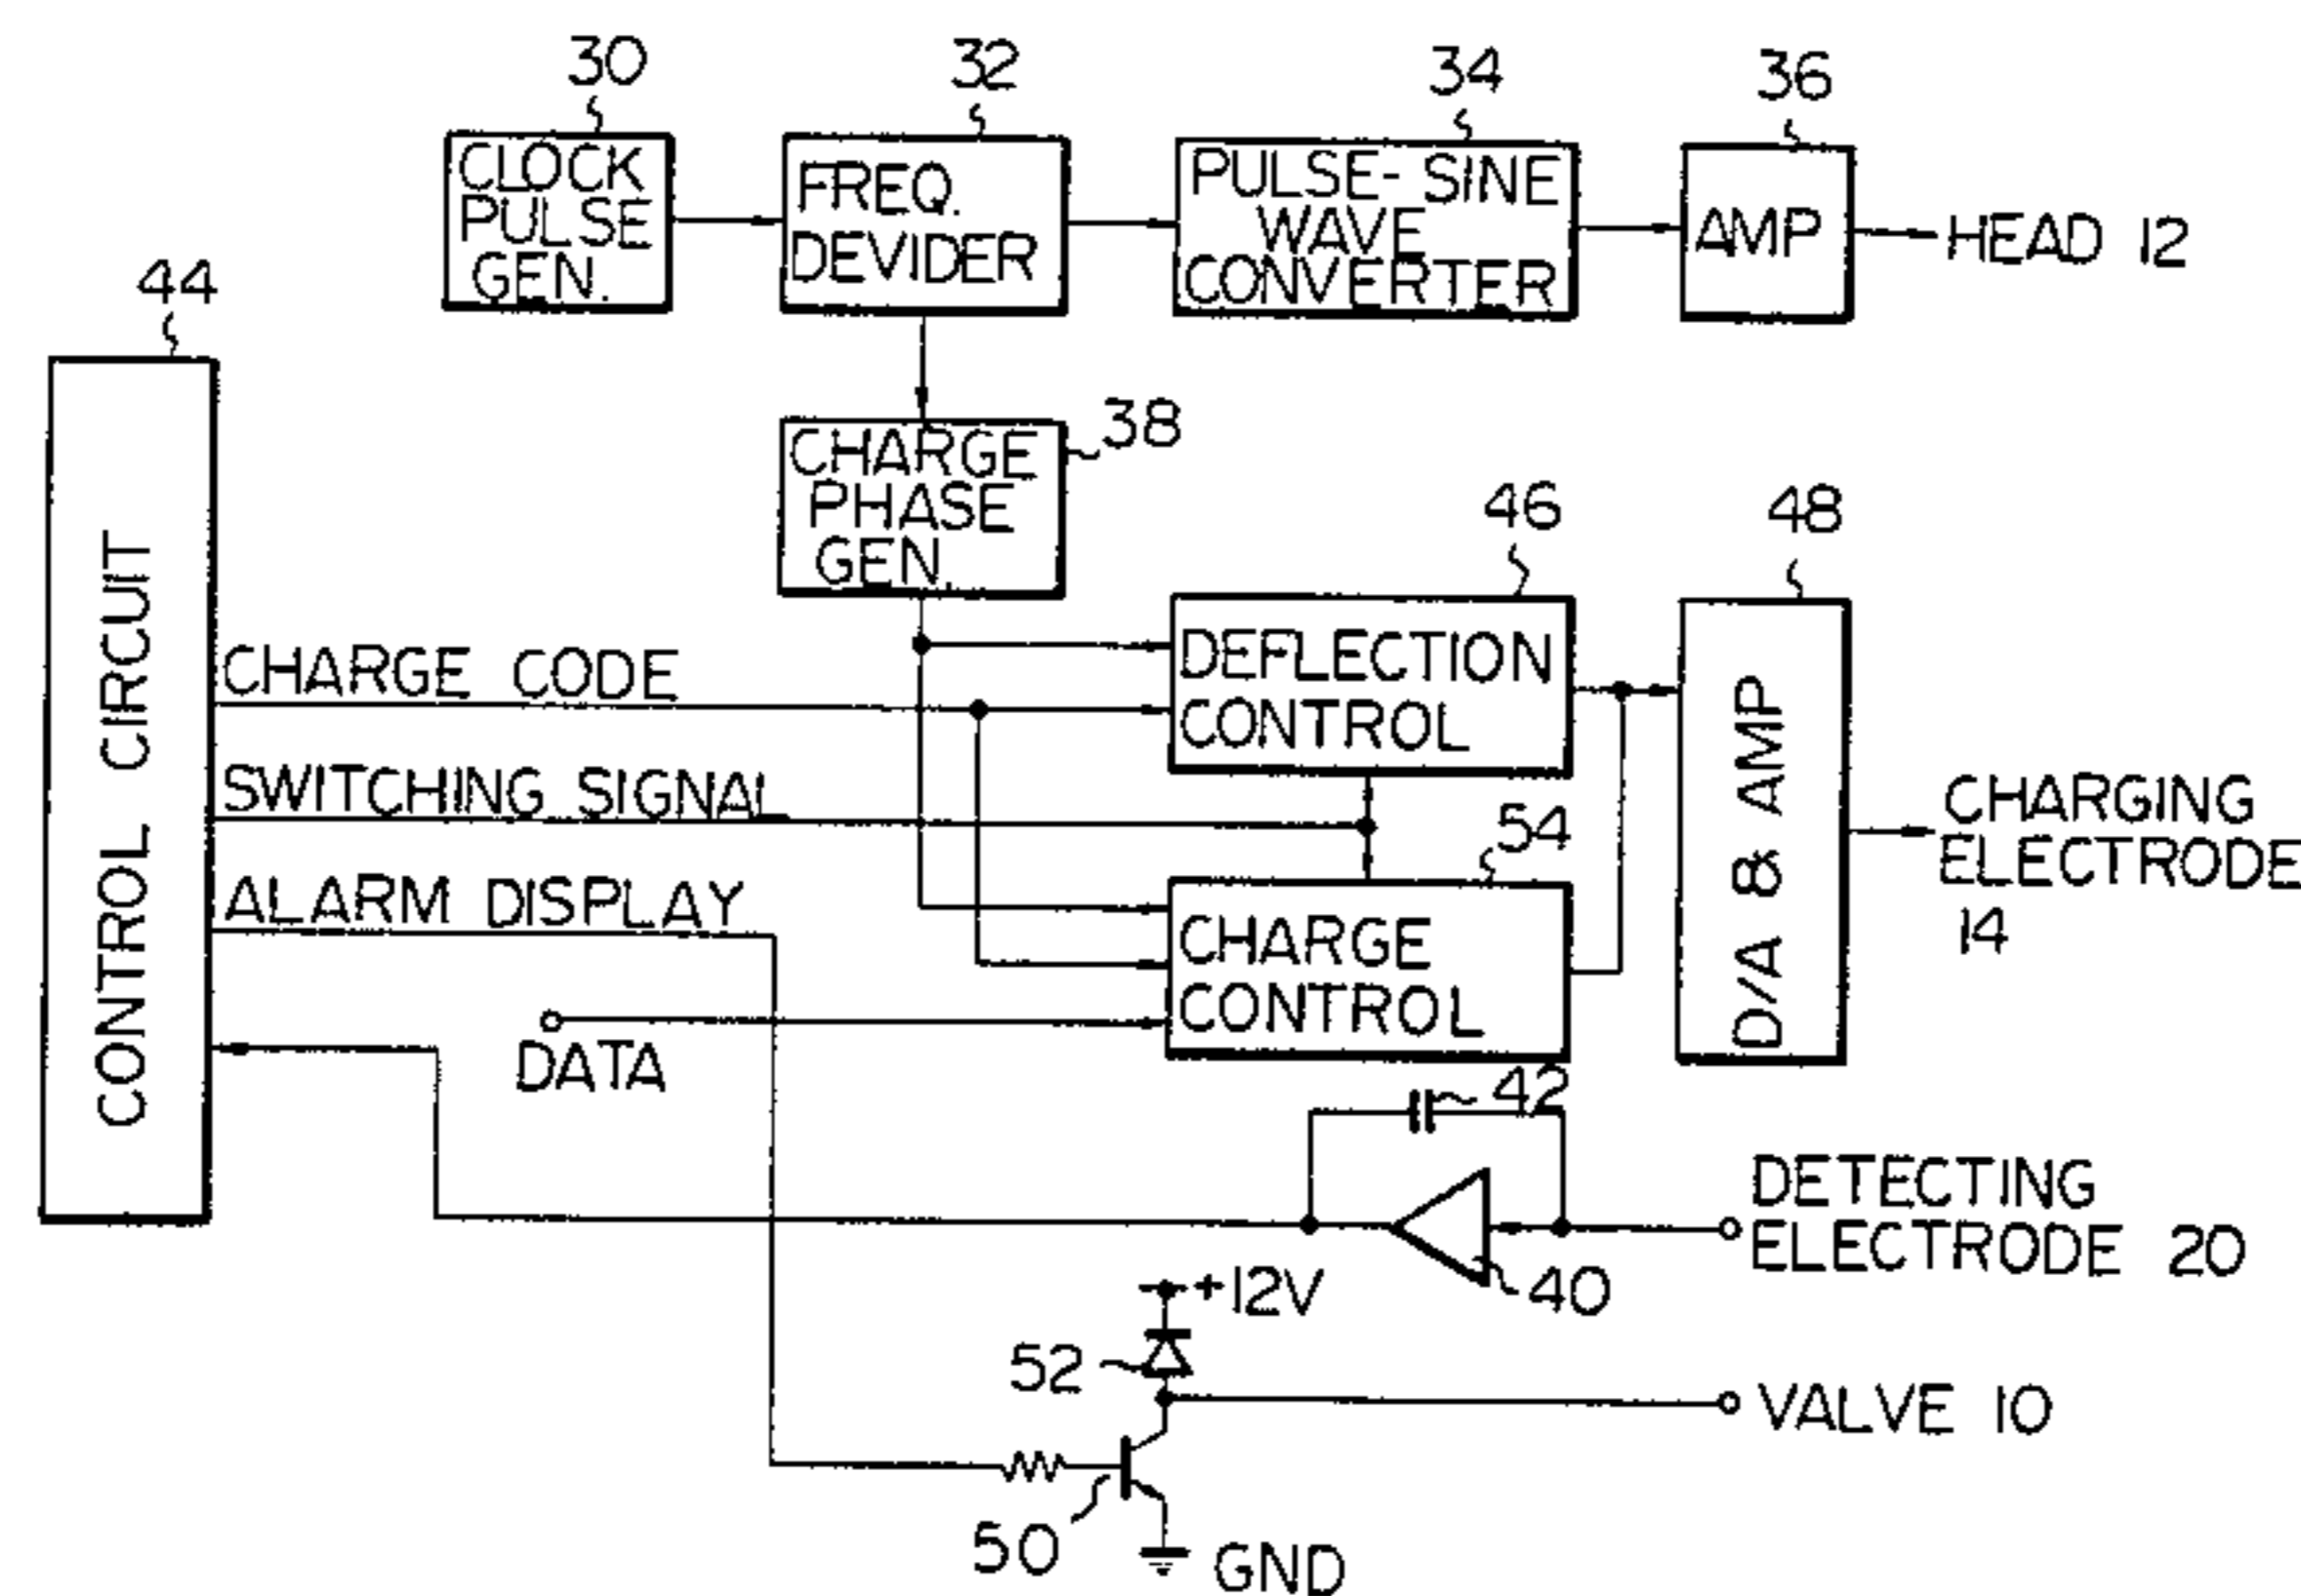 30
32
34
36
CLOCK
PULSE
GEN.
FREQ.
DEVIDER
PULSE-SINE
WAVE
CONVERTER
AMP
HEAD 12
44
CONTROL CIRCUIT
38
CHARGE
PHASE
GEN.
46
48
CHARGE CODE
DEFLECTION
CONTROL
D/A & AMP
SWITCHING SIGNAL
CHARGING
ELECTRODE
14
54
ALARM DISPLAY
CHARGE
CONTROL
DATA
42
DETECTING
ELECTRODE 20
40
+12V
52
VALVE 10
50
GND